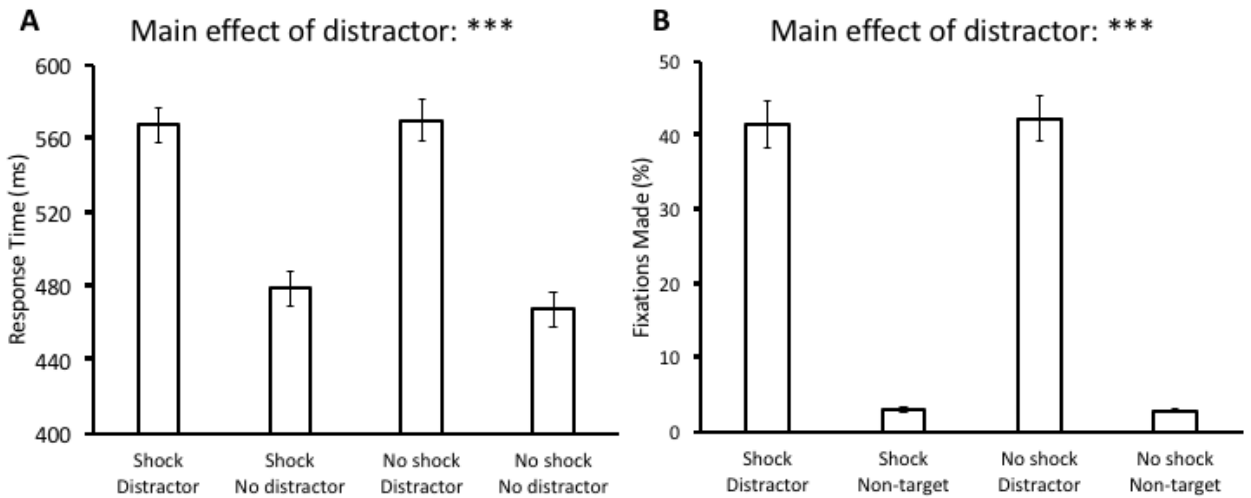 A
Main effect of distractor: ***
600
560
520
480
440
400
Response Time (ms)
Shock
Distractor
Shock
No distractor
No shock
Distractor
No shock
No distractor
B
Main effect of distractor: ***
50
40
30
20
10
0
Fixations Made (%)
Shock
Distractor
Shock
Non-target
No shock
Distractor
No shock
Non-target